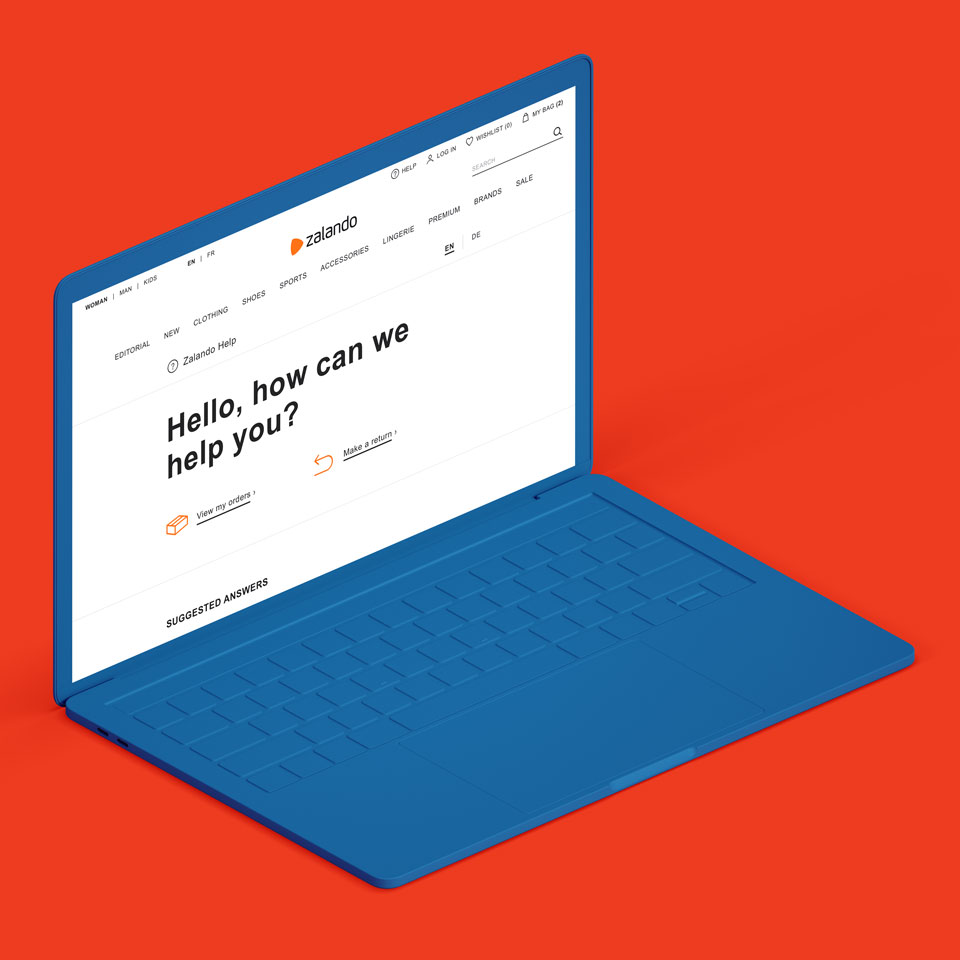 WOMAN | MAN | KIDS
EN | FR
HELP
LOG IN
WISHLIST (0)
MY BAG (2)
zalando
SEARCH
EDITORIAL NEW CLOTHING SHOES SPORTS ACCESSORIES LINGERIE PREMIUM BRANDS SALE
? Zalando Help
EN | DE
Hello, how can we
help you?
View my orders ›
Make a return ›
SUGGESTED ANSWERS